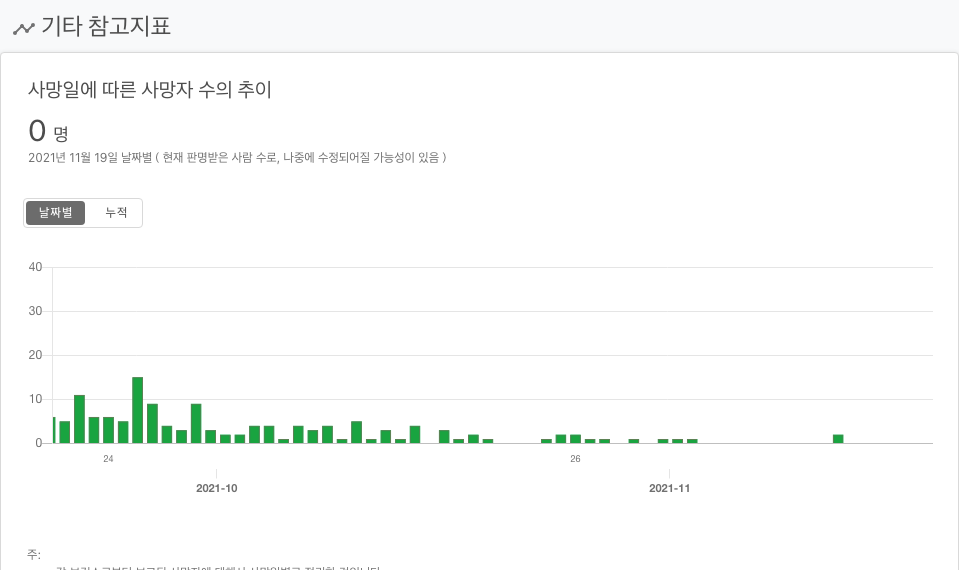 기타 참고지표
사망일에 따른 사망자 수의 추이
0 명
2021년 11월 19일 날짜별 ( 현재 판명받은 사람 수로, 나중에 수정되어질 가능성이 있음 )
날짜별 누적
40
30
20
10
0
24 26
2021-10 2021-11
주: